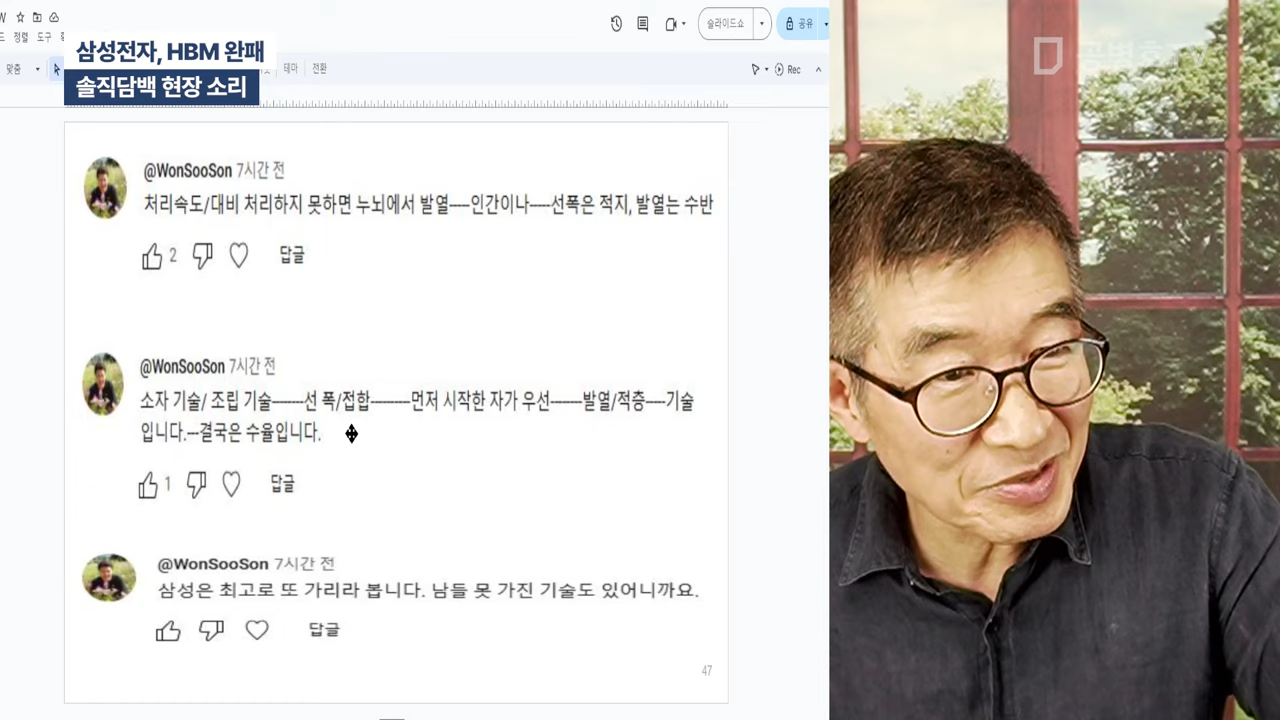 정렬 도구
슬라이드쇼
공유
맞춤
테마
전환
Rec
삼성전자, HBM 완패
솔직담백 현장 소리
@WonSooSon 7시간 전
처리속도/대비 처리하지 못하면 누뇌에서 발열----인간이나-----선폭은 적지, 발열는 수반
2
답글
@WonSooSon 7시간 전
소자 기술/ 조립 기술--------선 폭/접합----------먼저 시작한 자가 우선--------발열/적층-----기술
입니다.---결국은 수율입니다.
1
답글
@WonSooSon 7시간 전
삼성은 최고로 또 가리라 봅니다. 남들 못 가진 기술도 있어니까요.
답글
47